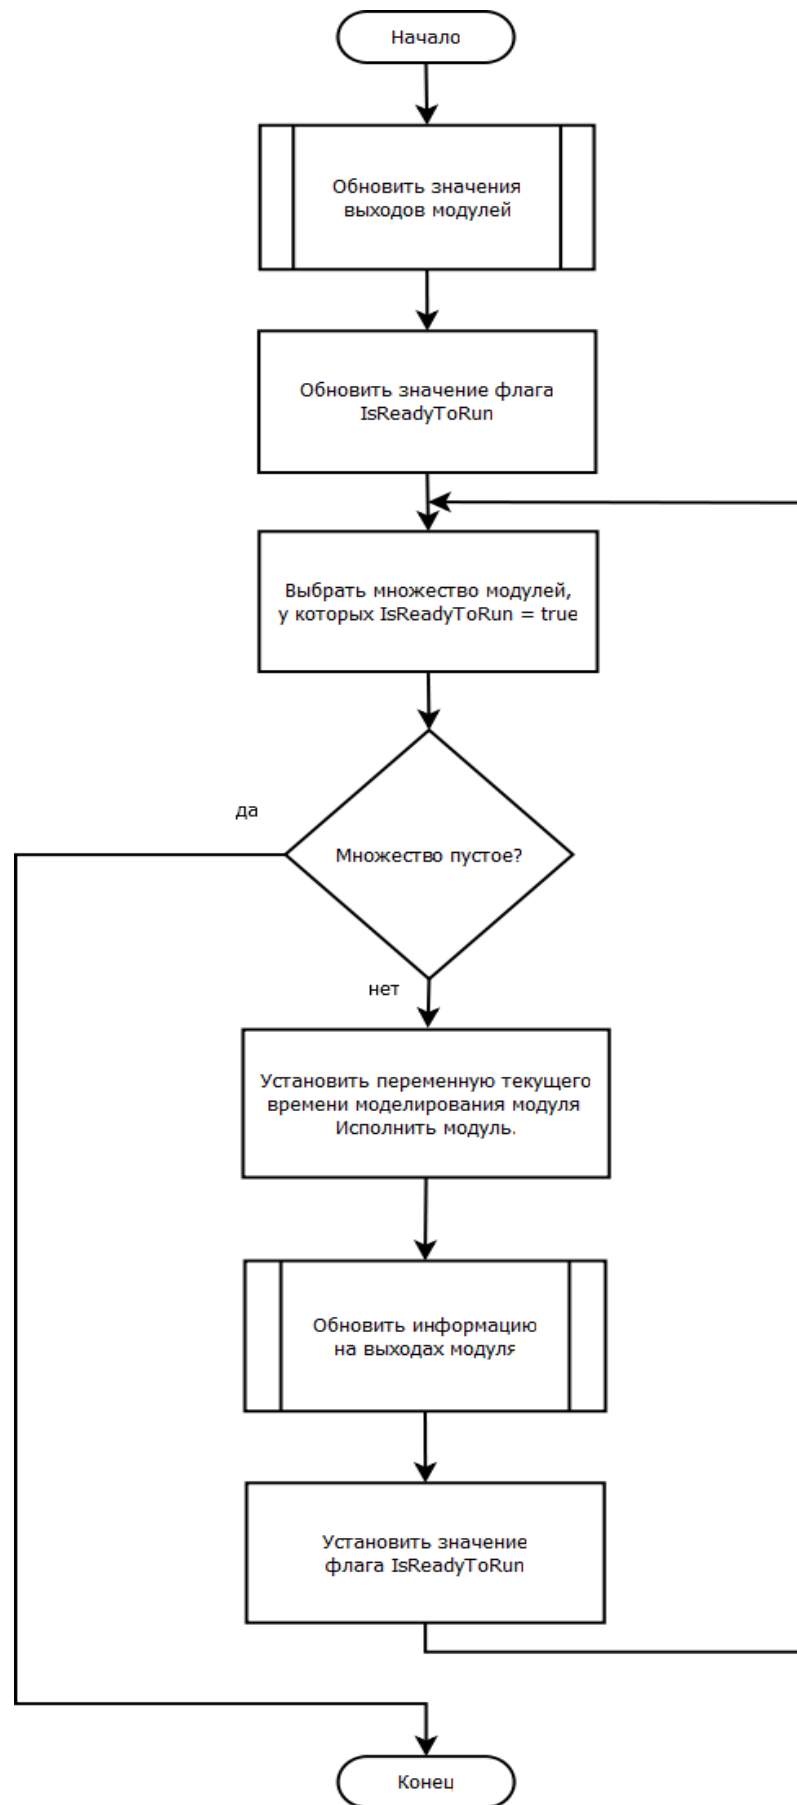 Начало
Обновить значения
выходов модулей
Обновить значение флага
IsReadyToRun
Выбрать множество модулей,
у которых IsReadyToRun = true
да
Множество пустое?
нет
Установить переменную текущего
времени моделирования модуля
Исполнить модуль.
Обновить информацию
на выходах модуля
Установить значение
флага IsReadyToRun
Конец